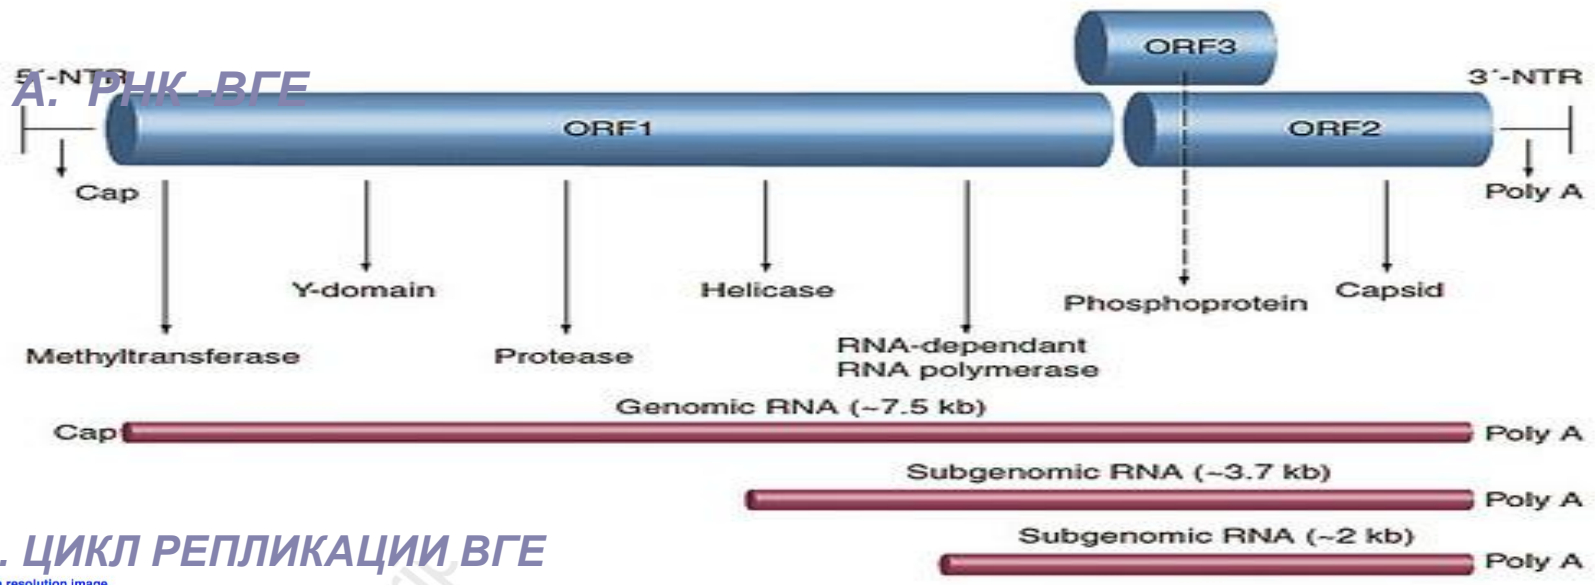 ORF3
5´-NTR
3´-NTR
А. РНК -ВГЕ
ORF1
ORF2
Cap
Poly A
Y-domain
Helicase
Phosphoprotein
Capsid
Methyltransferase
Protease
RNA-dependant
RNA polymerase
Genomic RNA (~7.5 kb)
Cap
Poly A
Subgenomic RNA (~3.7 kb)
Poly A
Subgenomic RNA (~2 kb)
. ЦИКЛ РЕПЛИКАЦИИ ВГЕ
Poly A
resolution image